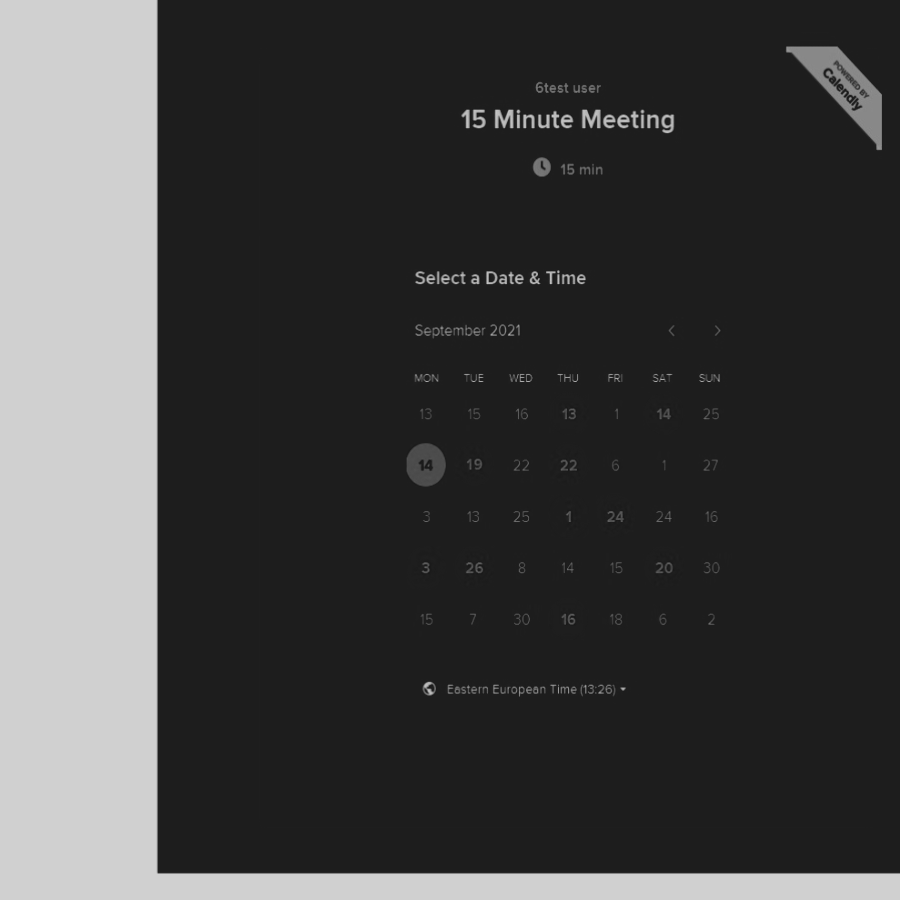 POWERED BY
Calendly
6test user
15 Minute Meeting
15 min
Select a Date & Time
September 2021
MON TUE WED THU FRI SAT SUN
13 15 16 13 1 14 25
14 19 22 22 6 1 27
3 13 25 1 24 24 16
3 26 8 14 15 20 30
15 7 30 16 18 6 2
Eastern European Time (13:26)